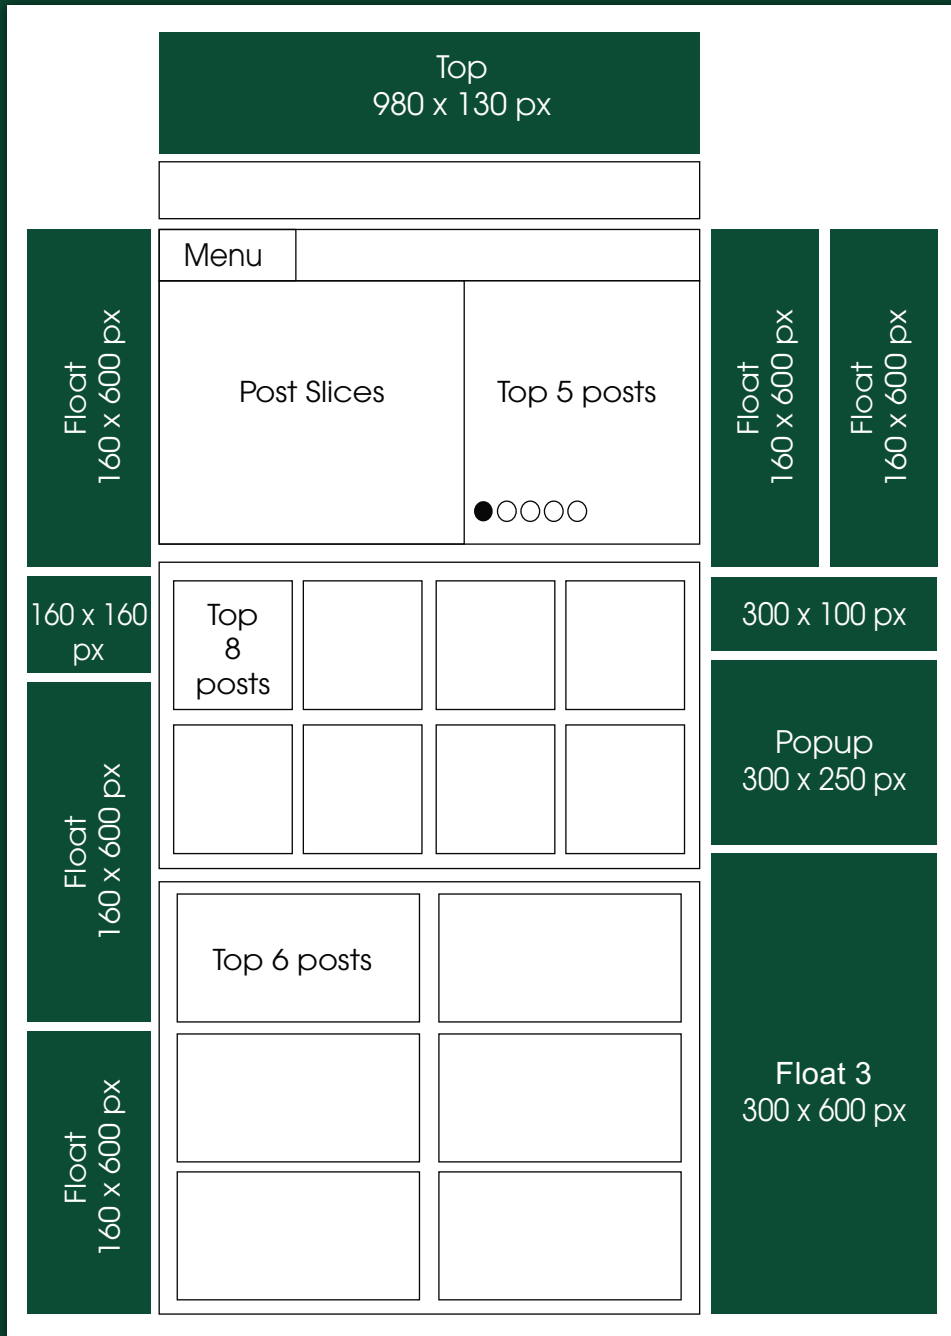 Top
980 x 130 px
Menu
Float
160 x 600 px
Post Slices
Top 5 posts
Float
160 x 600 px
Float
160 x 600 px
160 x 160
px
Top
8
posts
300 x 100 px
Popup
300 x 250 px
Float
160 x 600 px
Top 6 posts
Float 3
300 x 600 px
Float
160 x 600 px